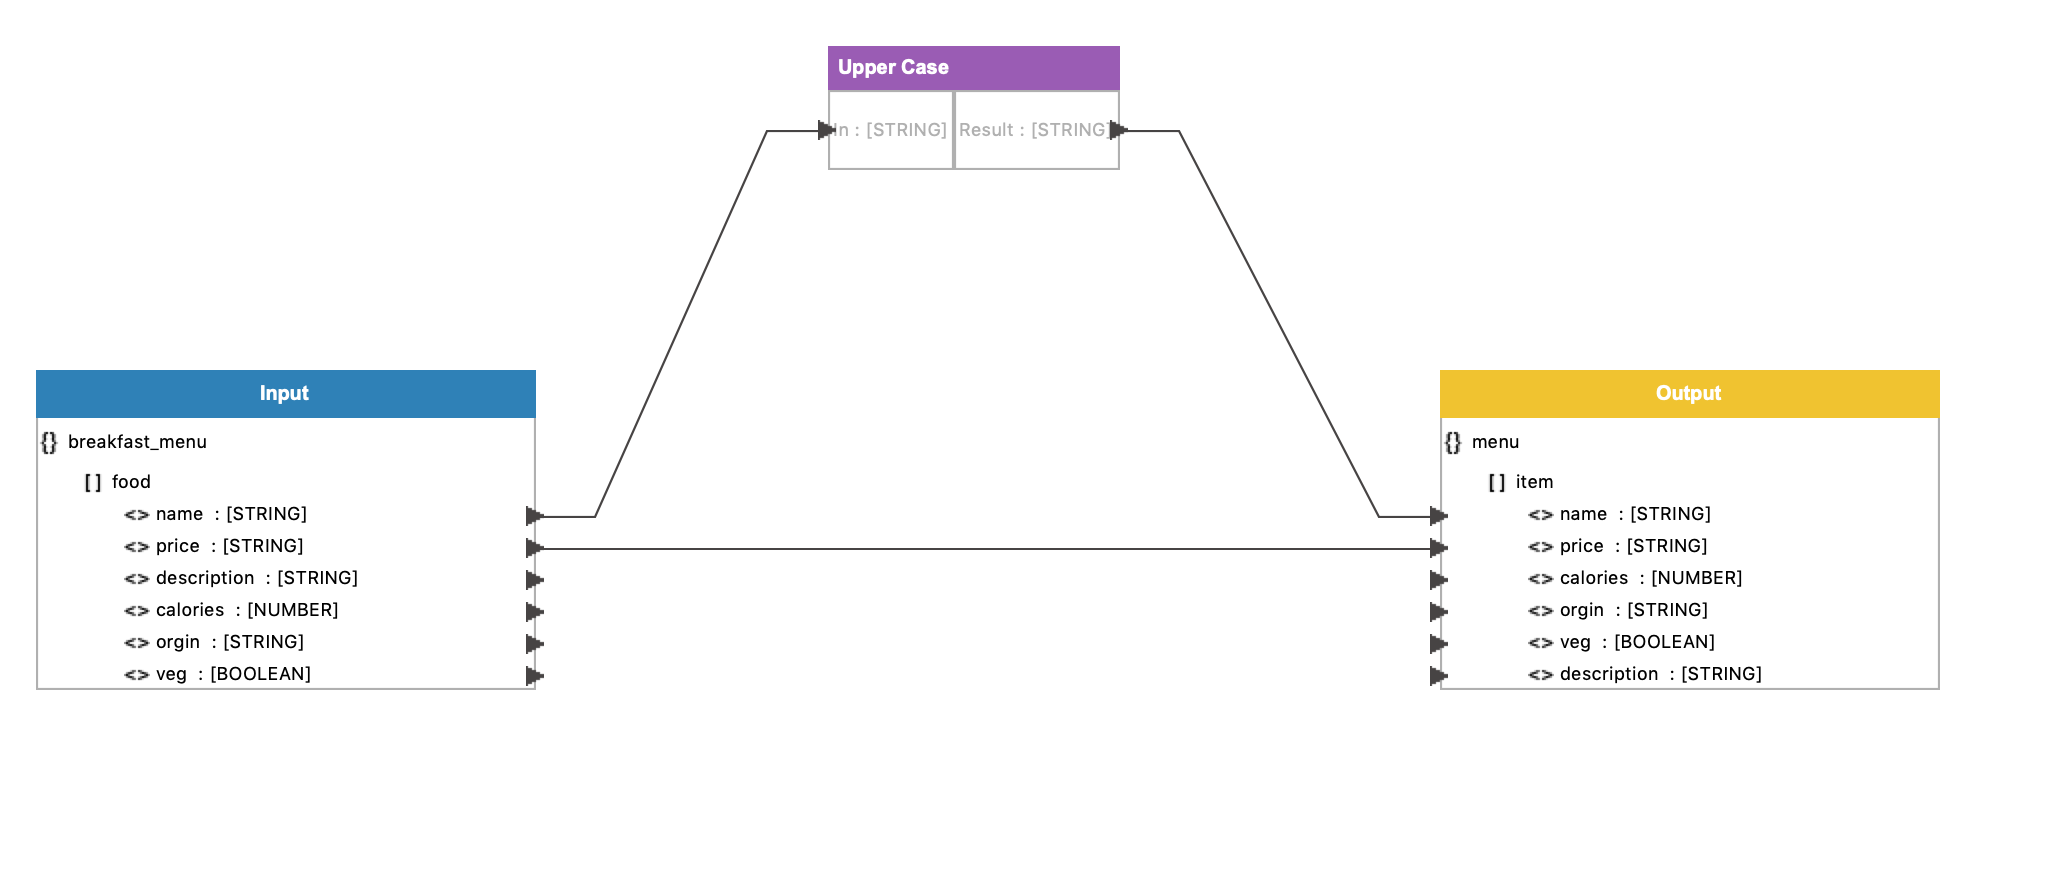 Upper Case
In : [STRING]
Result : [STRING]
Input
{} breakfast_menu
[ ] food
<> name : [STRING]
<> price : [STRING]
<> description : [STRING]
<> calories : [NUMBER]
<> orgin : [STRING]
<> veg : [BOOLEAN]
Output
{} menu
[ ] item
<> name : [STRING]
<> price : [STRING]
<> calories : [NUMBER]
<> orgin : [STRING]
<> veg : [BOOLEAN]
<> description : [STRING]